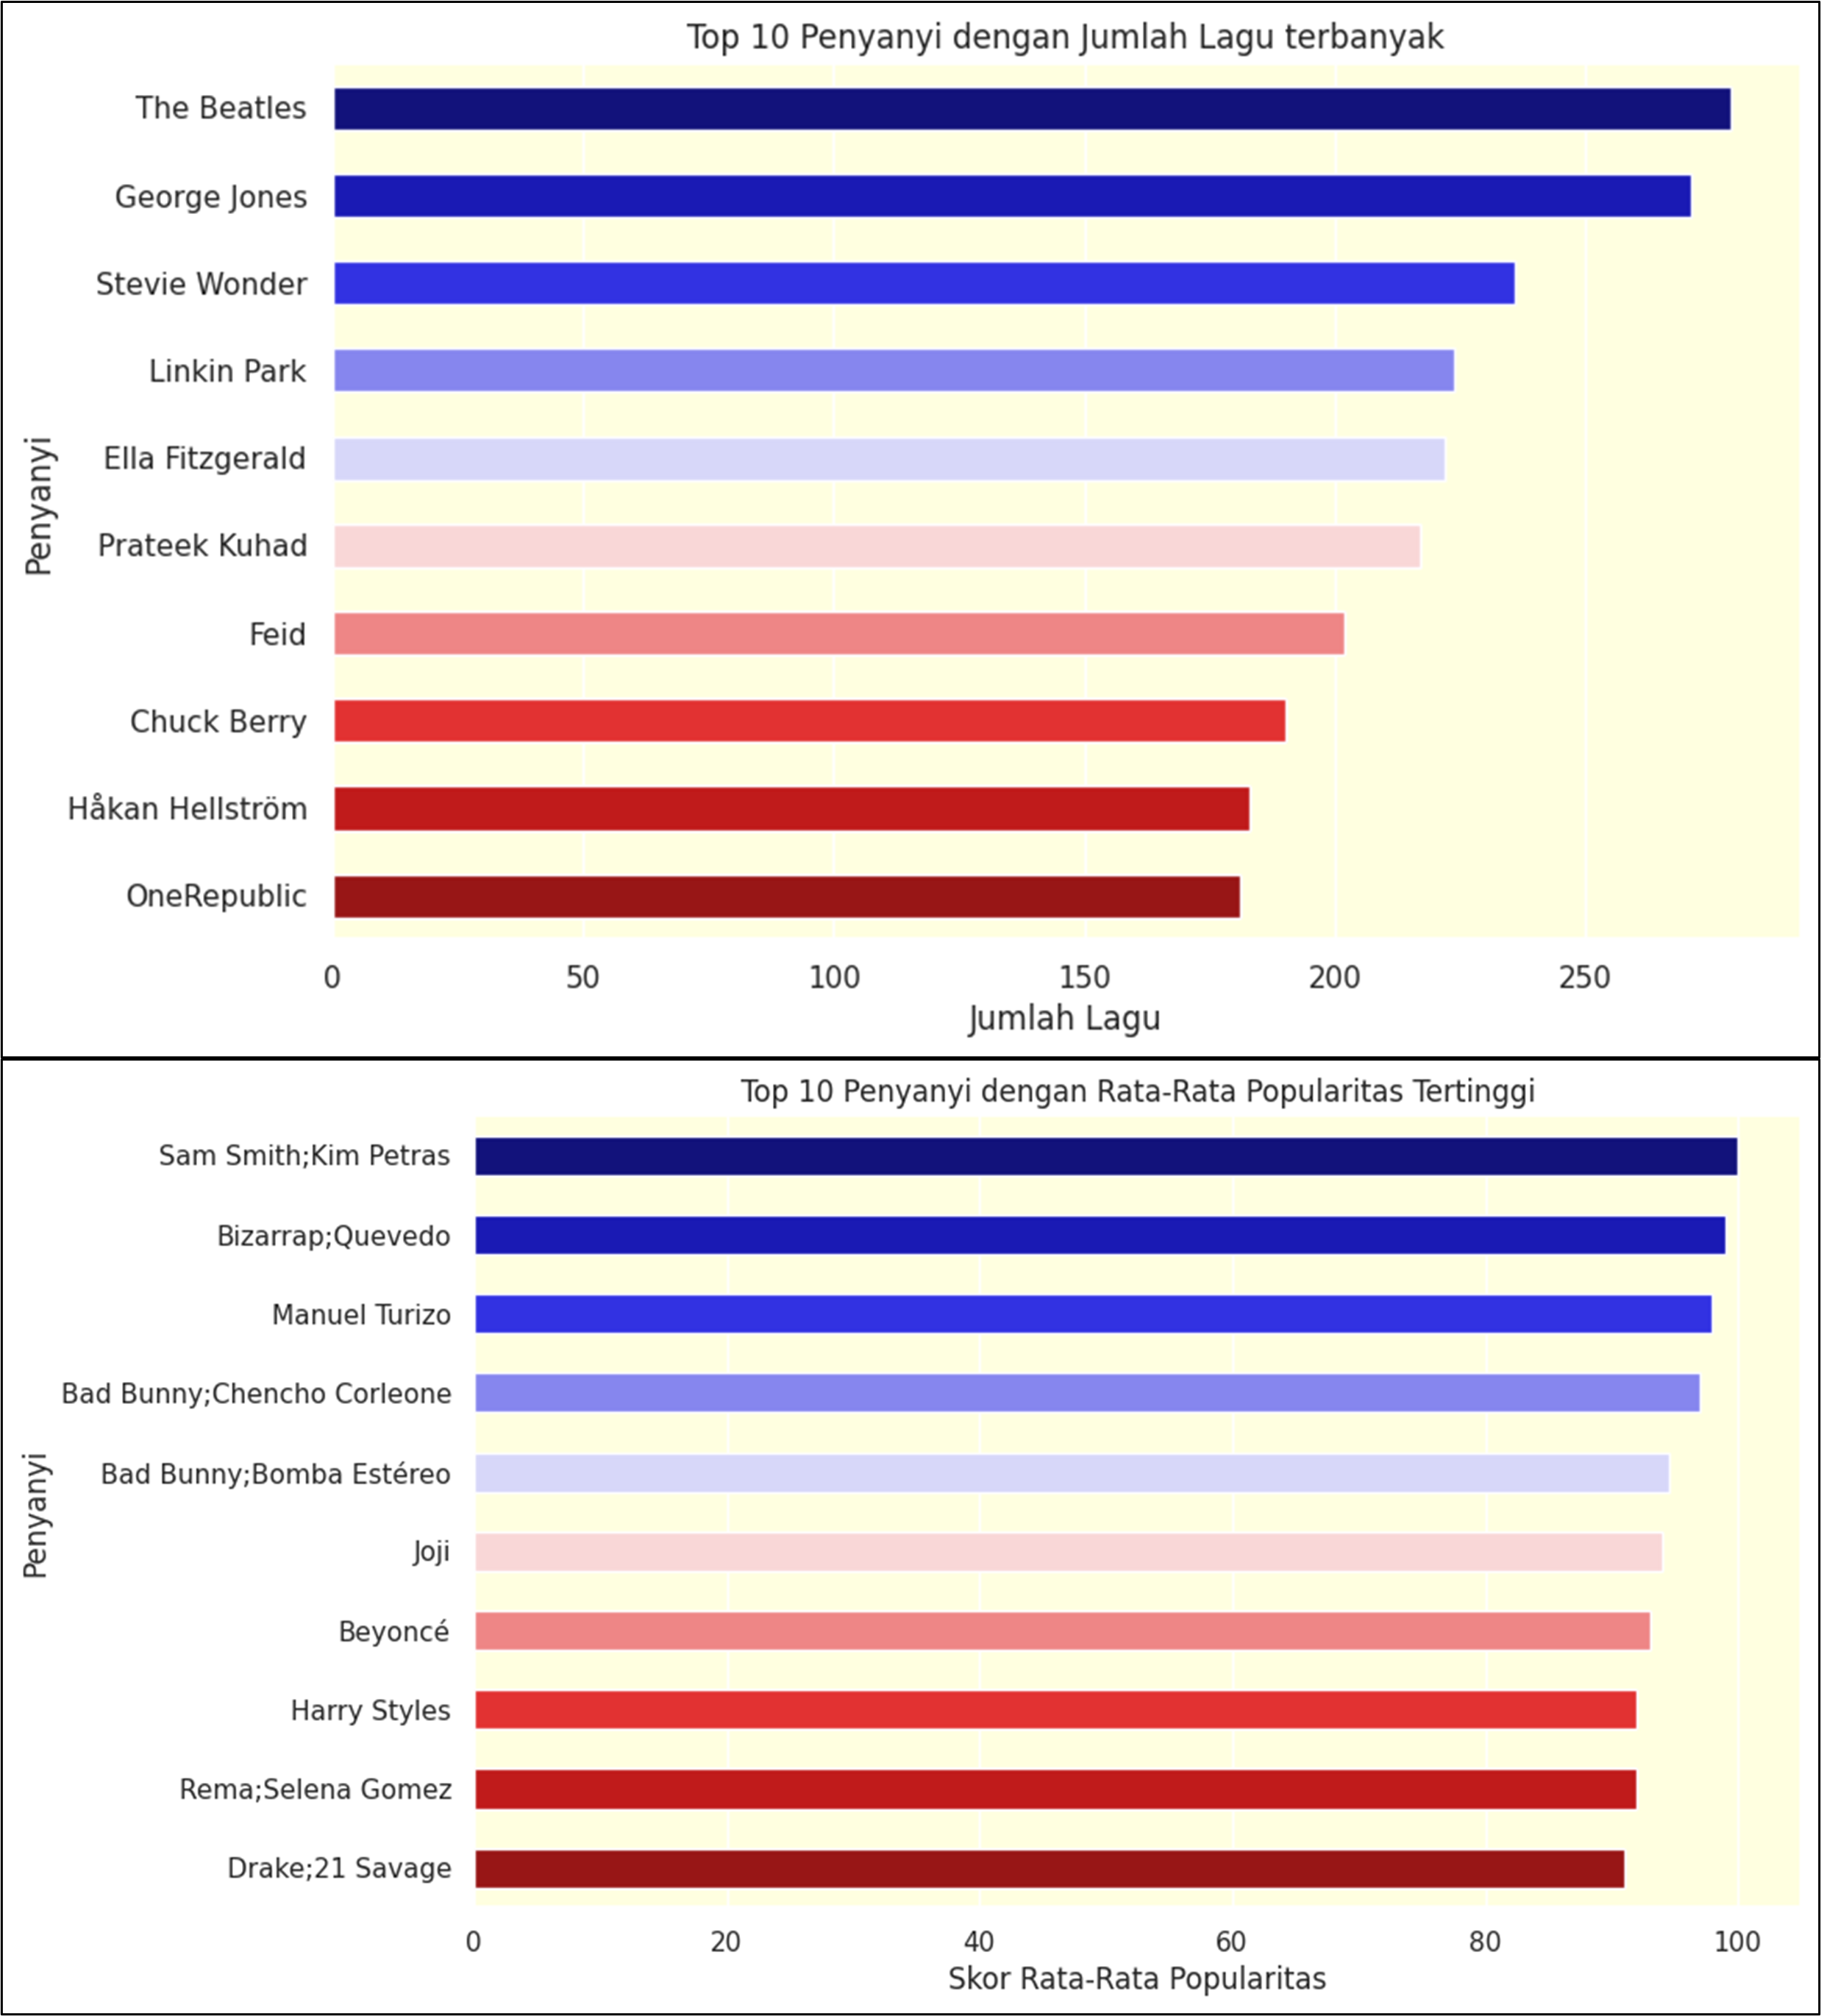 Top 10 Penyanyi dengan Jumlah Lagu terbanyak
The Beatles
George Jones
Stevie Wonder
Linkin Park
Ella Fitzgerald
Prateek Kuhad
Feid
Chuck Berry
Håkan Hellström
OneRepublic
Penyanyi
0 50 100 150 200 250
Jumlah Lagu
Top 10 Penyanyi dengan Rata-Rata Popularitas Tertinggi
Sam Smith;Kim Petras
Bizarrap;Quevedo
Manuel Turizo
Bad Bunny;Chencho Corleone
Bad Bunny;Bomba Estéreo
Joji
Beyoncé
Harry Styles
Rema;Selena Gomez
Drake;21 Savage
Penyanyi
0 20 40 60 80 100
Skor Rata-Rata Popularitas